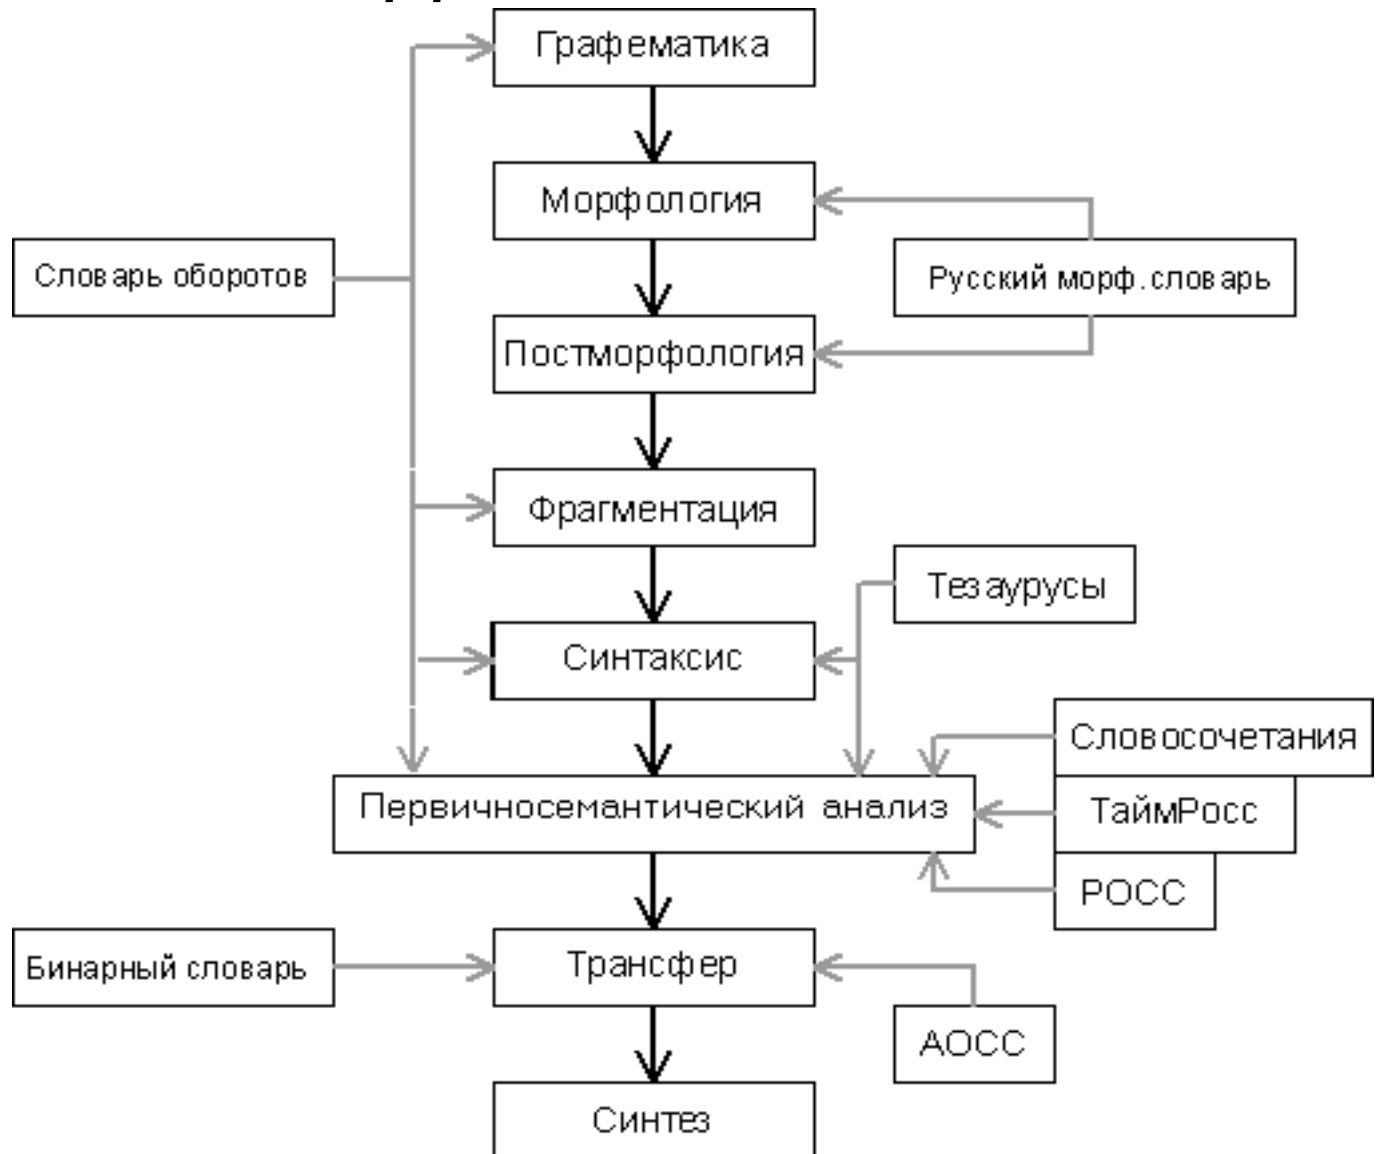 Графематика
Морфология
Словарь оборотов
Русский морф.словарь
Постморфология
Фрагментация
Тезаурусы
Синтаксис
Словосочетания
Первичносемантический анализ
ТаймРосс
РОСС
Бинарный словарь
Трансфер
АОСС
Синтез